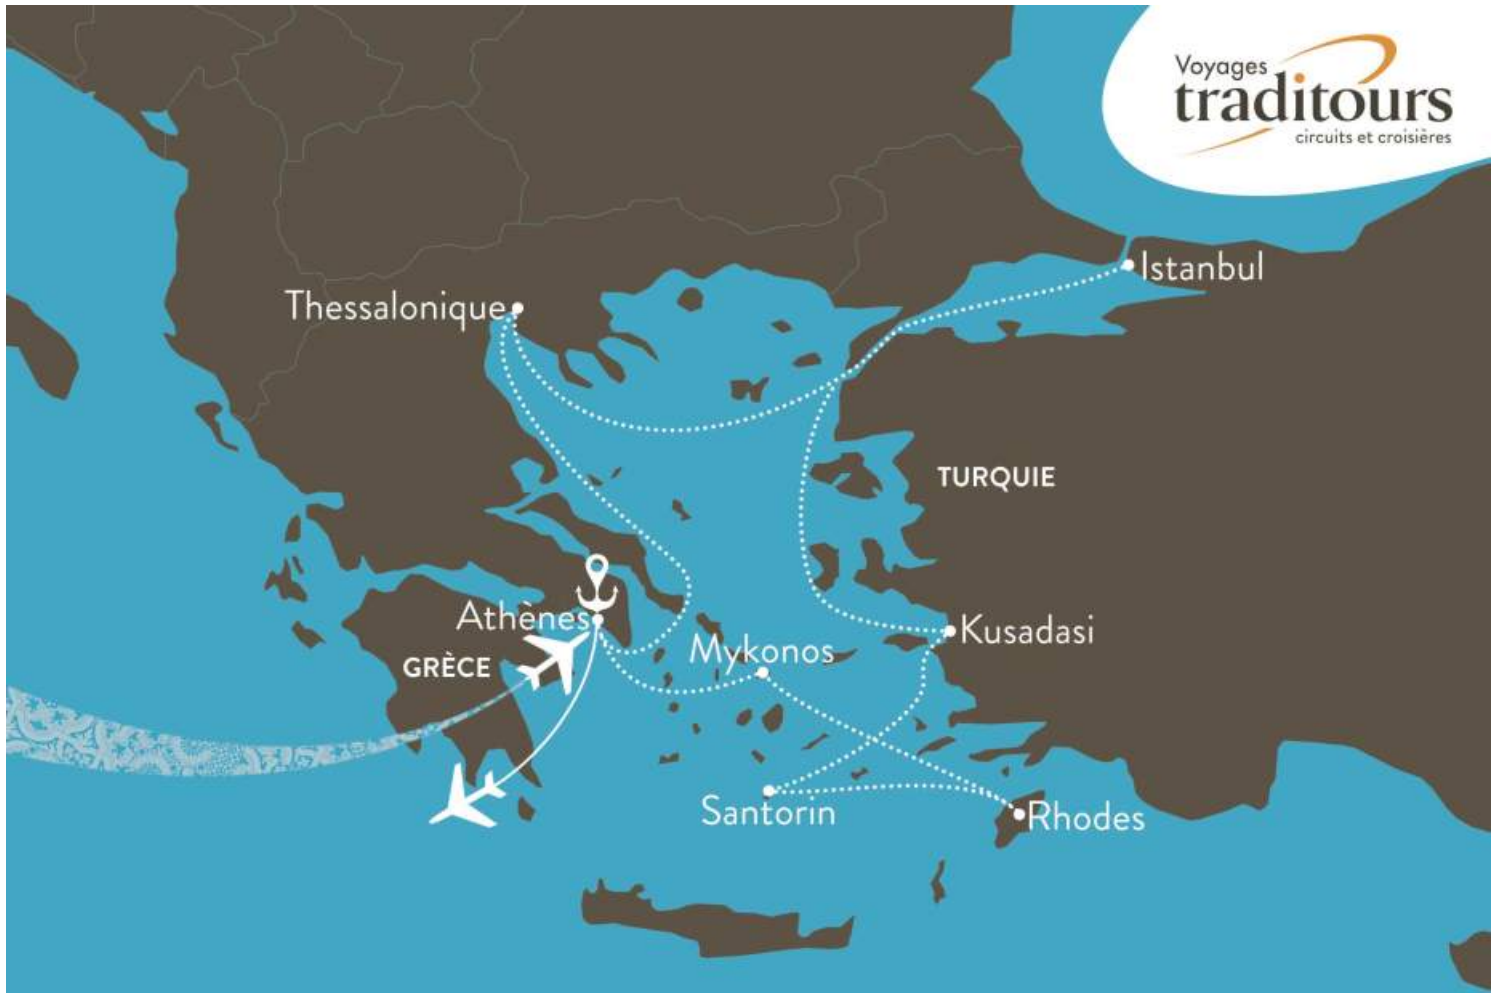 Voyages
traditours
circuits et croisières
Istanbul
Thessalonique
TURQUIE
Athènes
Kusadasi
Mykonos
GRÈCE
Santorin
Rhodes